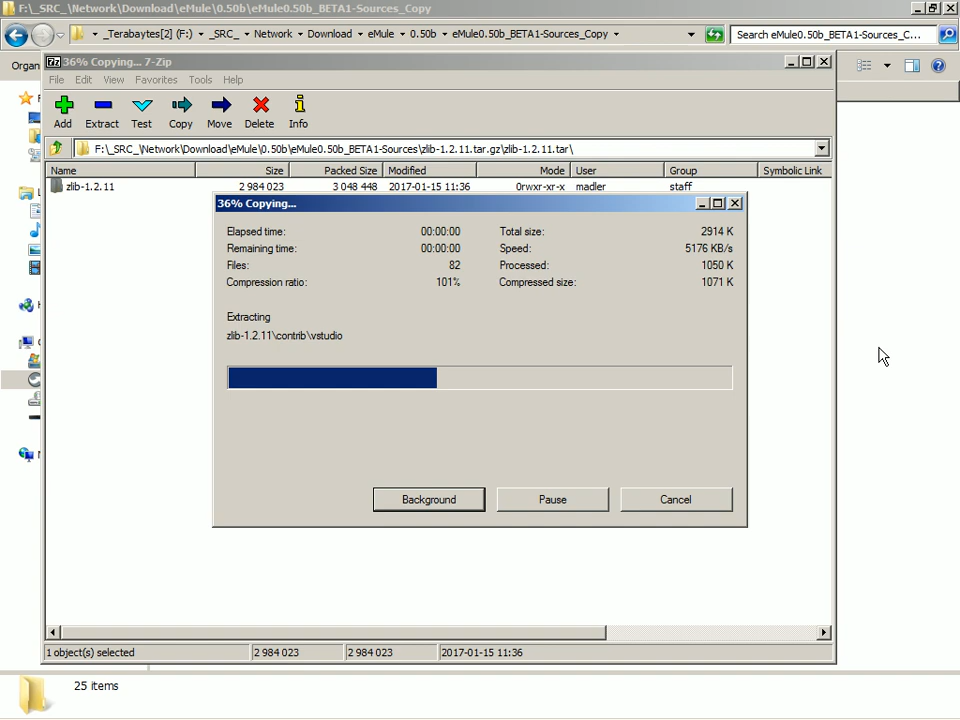 F:\_SRC_\Network\Download\eMule\0.50b\eMule0.50b_BETA1-Sources_Copy
_Terabytes[2] (F:) _SRC_ Network Download eMule 0.50b eMule0.50b_BETA1-Sources_Copy Search eMule0.50b_BETA1-Sources_C...
Organ
36% Copying... 7-Zip
File Edit View Favorites Tools Help
Add Extract Test Copy Move Delete Info
F:\_SRC_\Network\Download\eMule\0.50b\eMule0.50b_BETA1-Sources\zlib-1.2.11.tar.gz\zlib-1.2.11.tar\
Name Size Packed Size Modified Mode User Group Symbolic Link
zlib-1.2.11 2 984 023 3 048 448 2017-01-15 11:36 0rwxr-xr-x madler staff
36% Copying...
Elapsed time: 00:00:00 Total size: 2914 K
Remaining time: 00:00:00 Speed: 5176 KB/s
Files: 82 Processed: 1050 K
Compression ratio: 101% Compressed size: 1071 K
Extracting
zlib-1.2.11\contrib\vstudio
Background Pause Cancel
1 object(s) selected 2 984 023 2 984 023 2017-01-15 11:36
25 items